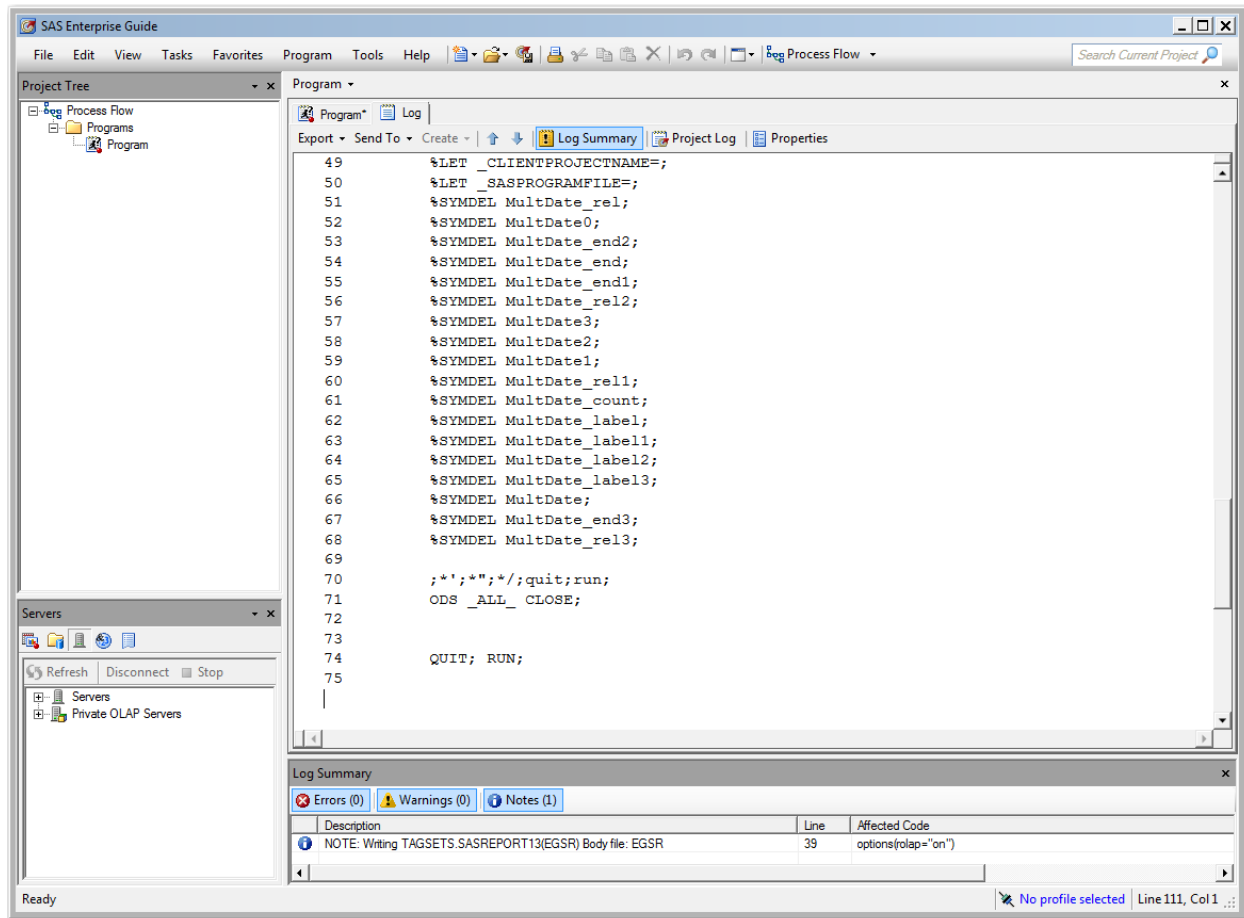 SAS Enterprise Guide
File Edit View Tasks Favorites Program Tools Help Process Flow Search Current Project
Project Tree
Process Flow
Programs
Program
Program
Program* Log
Export Send To Create Log Summary Project Log Properties
49 %LET _CLIENTPROJECTNAME=;
50 %LET _SASPROGRAMFILE=;
51 %SYMDEL MultDate_rel;
52 %SYMDEL MultDate0;
53 %SYMDEL MultDate_end2;
54 %SYMDEL MultDate_end;
55 %SYMDEL MultDate_end1;
56 %SYMDEL MultDate_rel2;
57 %SYMDEL MultDate3;
58 %SYMDEL MultDate2;
59 %SYMDEL MultDate1;
60 %SYMDEL MultDate_rel1;
61 %SYMDEL MultDate_count;
62 %SYMDEL MultDate_label;
63 %SYMDEL MultDate_label1;
64 %SYMDEL MultDate_label2;
65 %SYMDEL MultDate_label3;
66 %SYMDEL MultDate;
67 %SYMDEL MultDate_end3;
68 %SYMDEL MultDate_rel3;
69
70 ;*';*";*/;quit;run;
71 ODS _ALL_ CLOSE;
72
73
74 QUIT; RUN;
75
Servers
Refresh Disconnect Stop
Servers
Private OLAP Servers
Log Summary
Errors (0) Warnings (0) Notes (1)
Description Line Affected Code
NOTE: Writing TAGSETS.SASREPORT13(EGSR) Body file: EGSR 39 options(rolap="on")
Ready No profile selected Line 111, Col 1